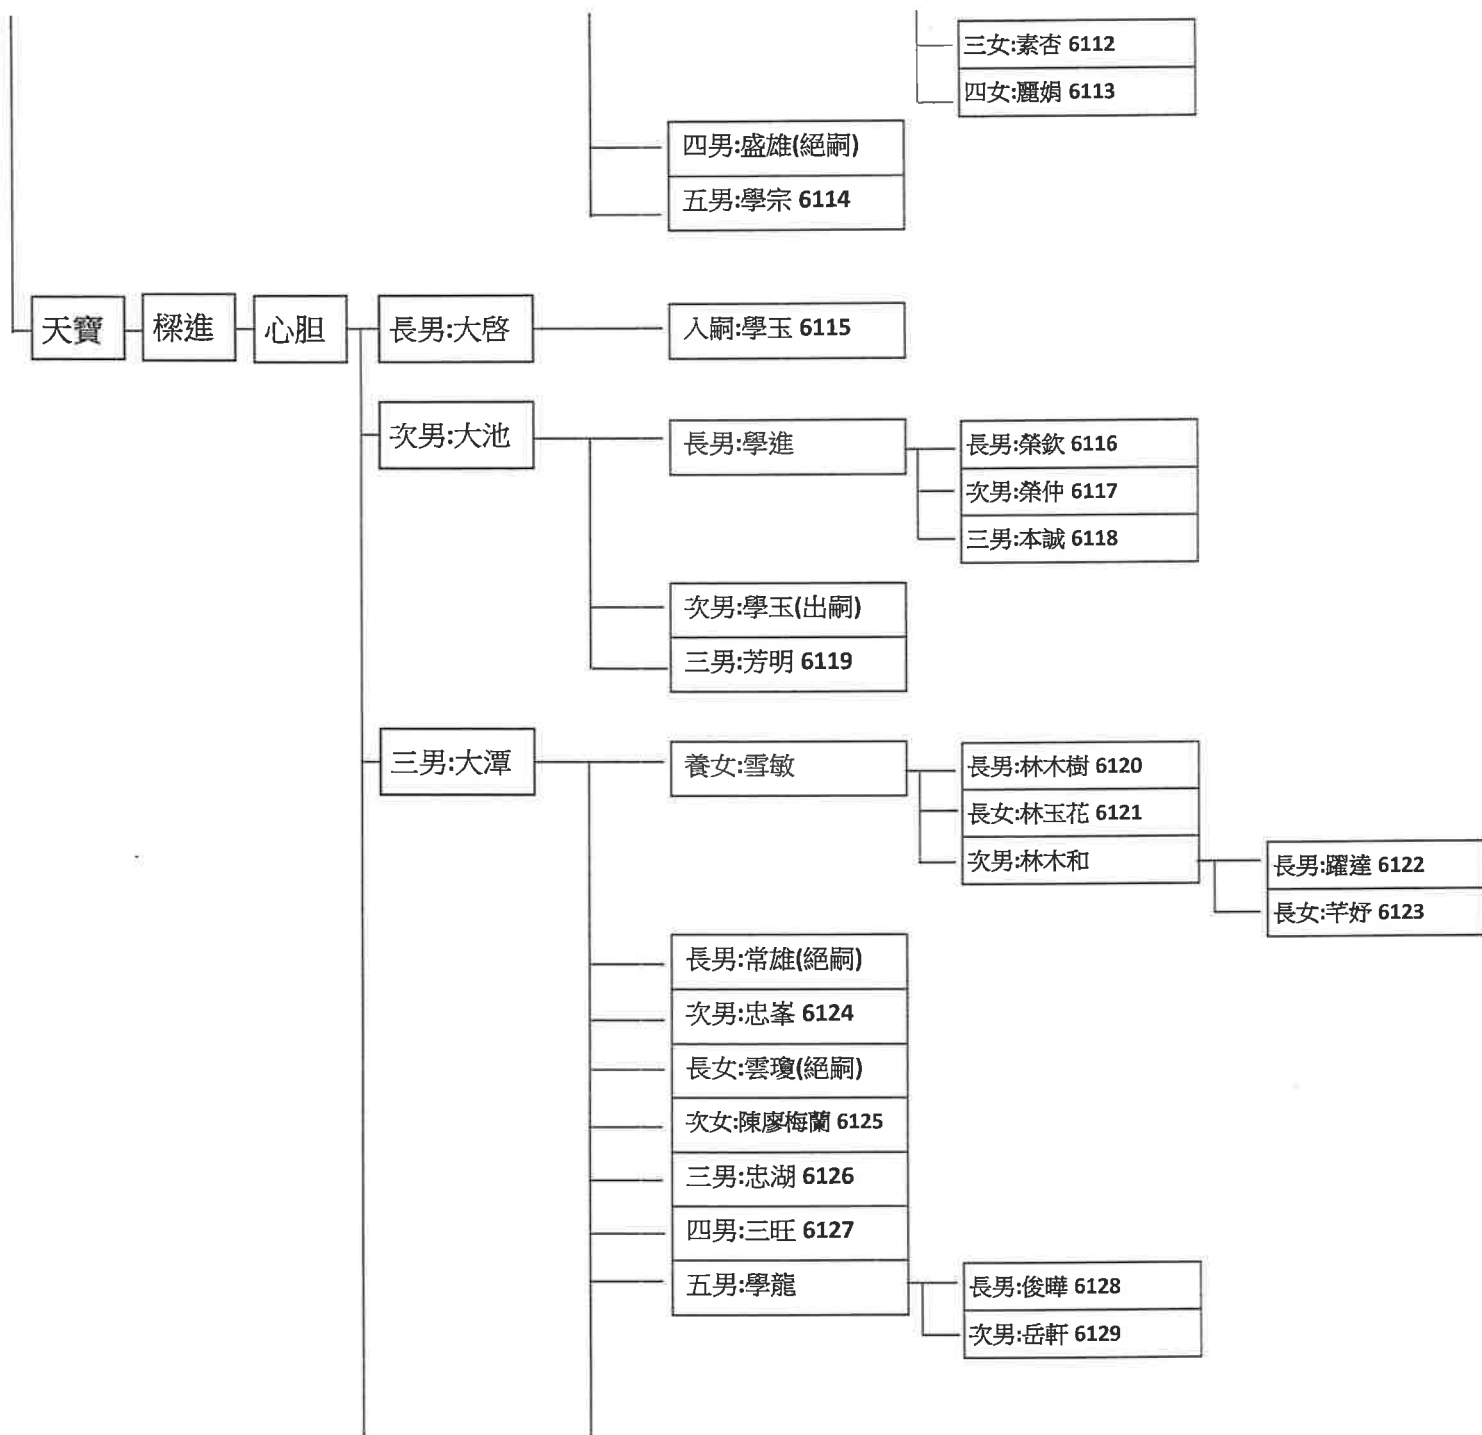 三女:素杏 6112
四女:麗娟 6113
四男:盛雄(絕嗣)
五男:學宗 6114
天寶
樑進
心胆
長男:大啓
入嗣:學玉 6115
次男:大池
長男:學進
長男:榮欽 6116
次男:榮仲 6117
三男:本誠 6118
次男:學玉(出嗣)
三男:芳明 6119
三男:大潭
養女:雪敏
長男:林木樹 6120
長女:林玉花 6121
次男:林木和
長男:躍達 6122
長女:芊妤 6123
長男:常雄(絕嗣)
次男:忠峯 6124
長女:雲瓊(絕嗣)
次女:陳廖梅蘭 6125
三男:忠湖 6126
四男:三旺 6127
五男:學龍
長男:俊曄 6128
次男:岳軒 6129